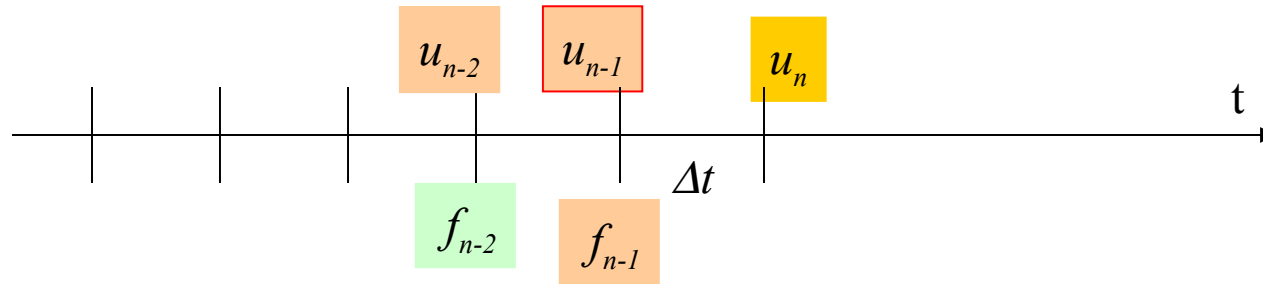 u_{n-2} u_{n-1} u_n t
Δt
f_{n-2} f_{n-1}